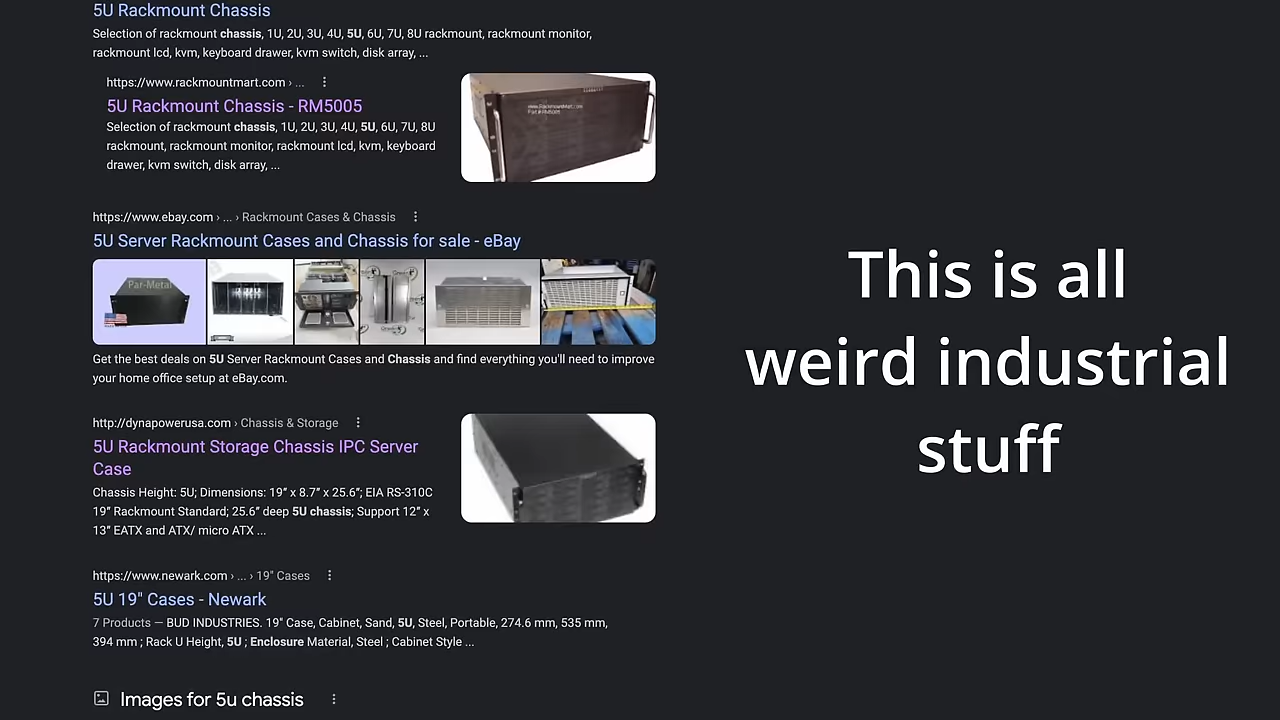 5U Rackmount Chassis
Selection of rackmount chassis, 1U, 2U, 3U, 4U, 5U, 6U, 7U, 8U rackmount, rackmount monitor,
rackmount lcd, kvm, keyboard drawer, kvm switch, disk array, ...
https://www.rackmountmart.com › ...
5U Rackmount Chassis - RM5005
Selection of rackmount chassis, 1U, 2U, 3U, 4U, 5U, 6U, 7U, 8U
rackmount, rackmount monitor, rackmount lcd, kvm, keyboard
drawer, kvm switch, disk array, ...
www.RackmountMart.com
Part # RM5005
https://www.ebay.com › ... › Rackmount Cases & Chassis
5U Server Rackmount Cases and Chassis for sale - eBay
Par-Metal
Get the best deals on 5U Server Rackmount Cases and Chassis and find everything you'll need to improve
your home office setup at eBay.com.
http://dynapowerusa.com › Chassis & Storage
5U Rackmount Storage Chassis IPC Server
Case
Chassis Height: 5U; Dimensions: 19” x 8.7” x 25.6”; EIA RS-310C
19” Rackmount Standard; 25.6” deep 5U chassis; Support 12” x
13” EATX and ATX/ micro ATX ...
https://www.newark.com › ... › 19" Cases
5U 19" Cases - Newark
7 Products — BUD INDUSTRIES. 19" Case, Cabinet, Sand, 5U, Steel, Portable, 274.6 mm, 535 mm,
394 mm ; Rack U Height, 5U ; Enclosure Material, Steel ; Cabinet Style ...
Images for 5u chassis
This is all
weird industrial
stuff